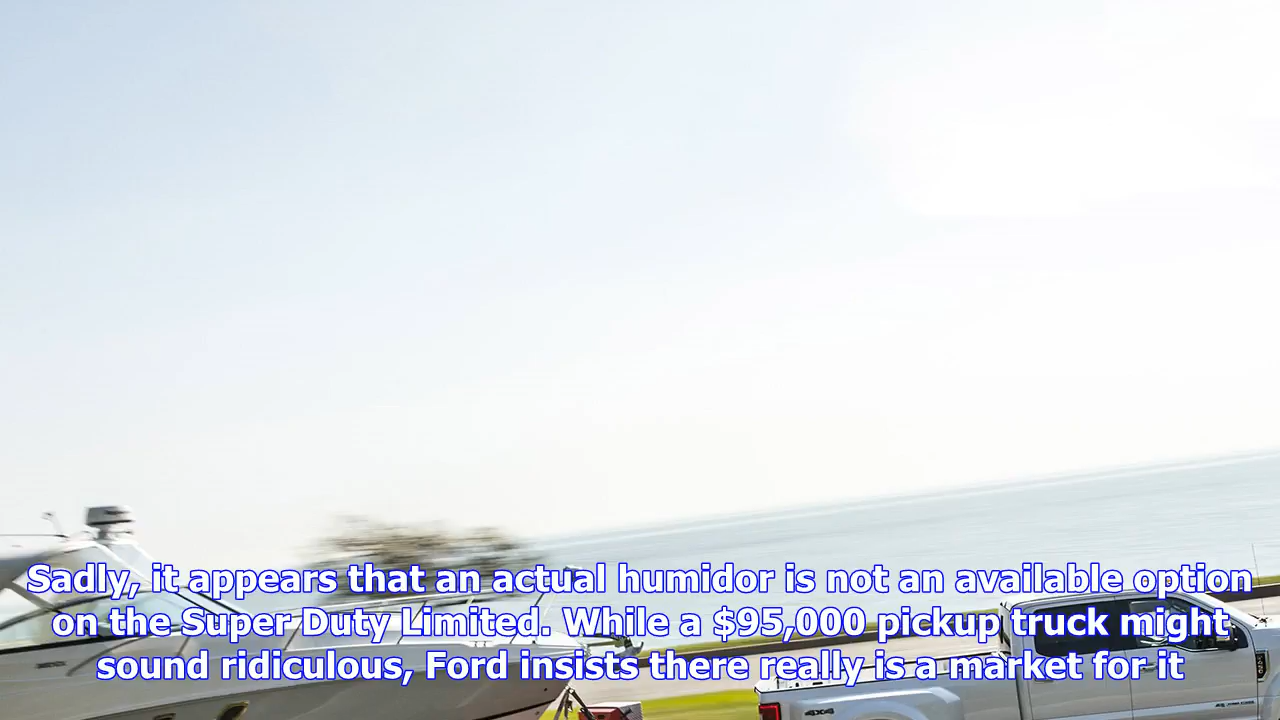 Sadly, it appears that an actual humidor is not an available option
on the Super Duty Limited. While a $95,000 pickup truck might
sound ridiculous, Ford insists there really is a market for it
4x4